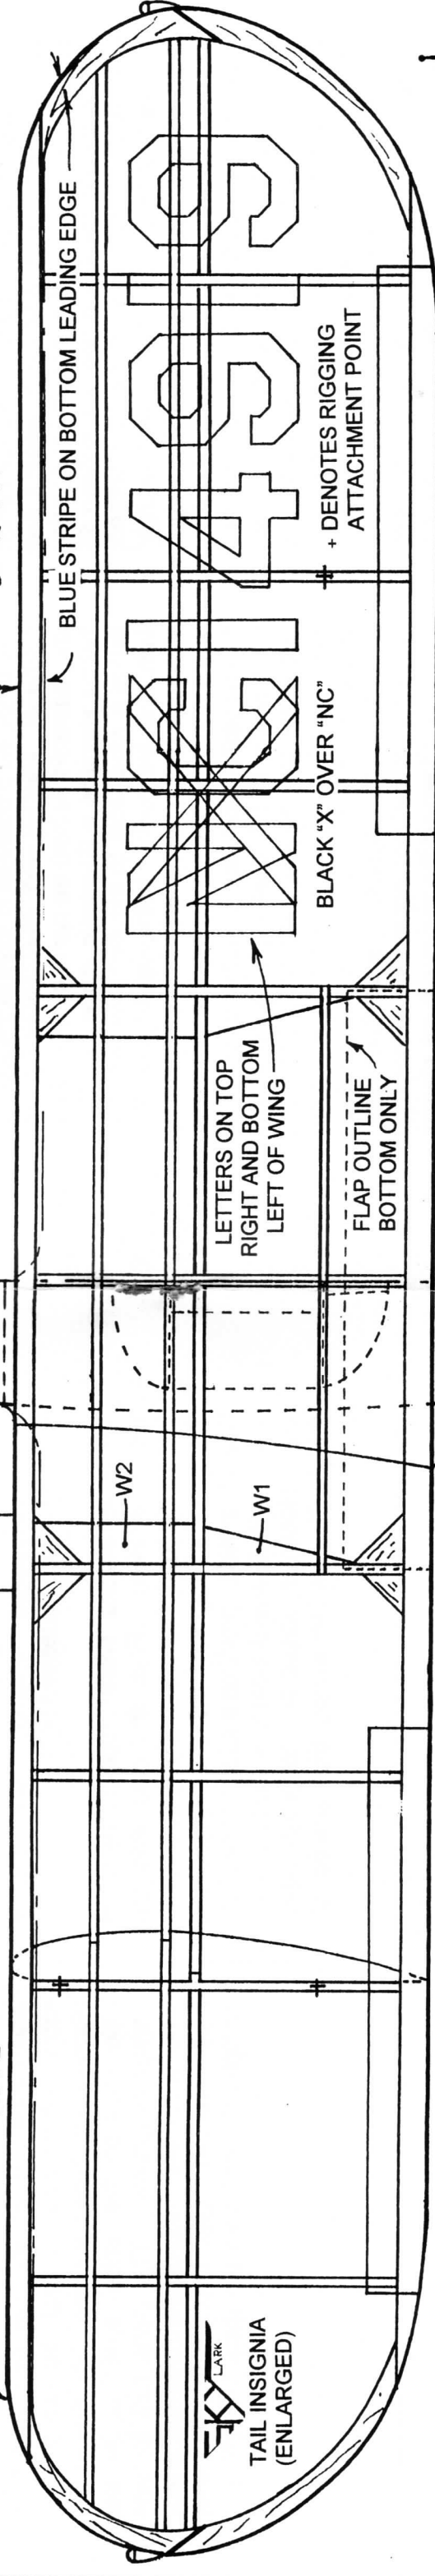 BLUE STRIPE ON BOTTOM LEADING EDGE
W2
W1
NC14919
LETTERS ON TOP
RIGHT AND BOTTOM
LEFT OF WING
BLACK "X" OVER "NC"
+ DENOTES RIGGING
ATTACHMENT POINT
FLAP OUTLINE
BOTTOM ONLY
SKY
LARK
TAIL INSIGNIA
(ENLARGED)